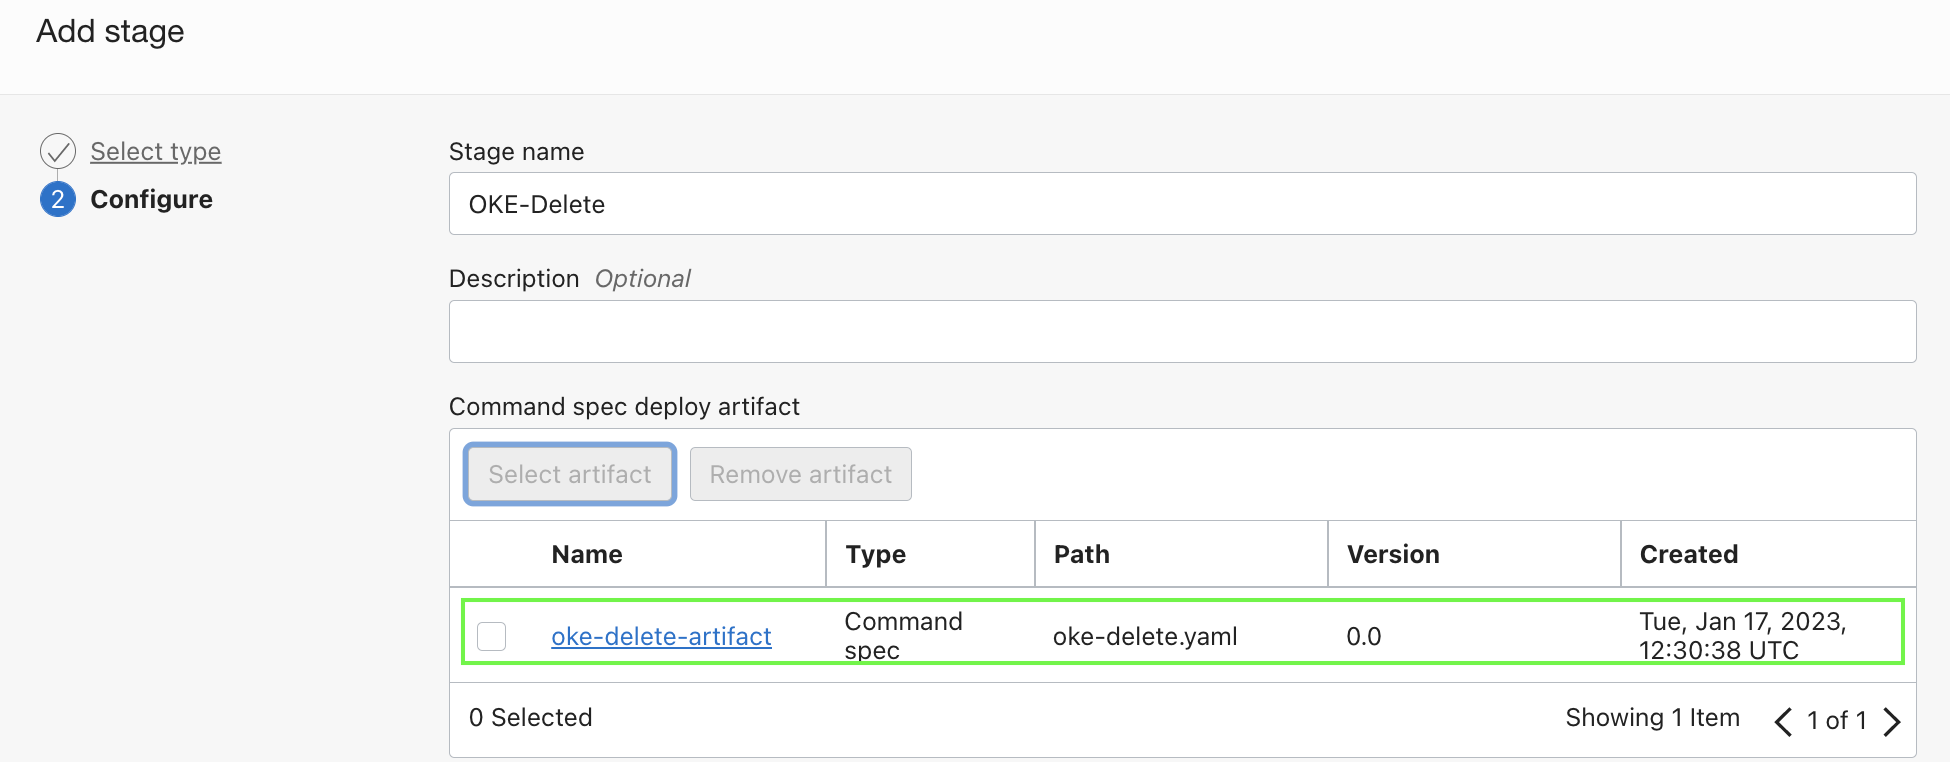 Add stage
Select type
2 Configure
Stage name
OKE-Delete
Description Optional
Command spec deploy artifact
Select artifact Remove artifact
Name Type Path Version Created
oke-delete-artifact Command spec oke-delete.yaml 0.0 Tue, Jan 17, 2023, 12:30:38 UTC
0 Selected Showing 1 Item 1 of 1